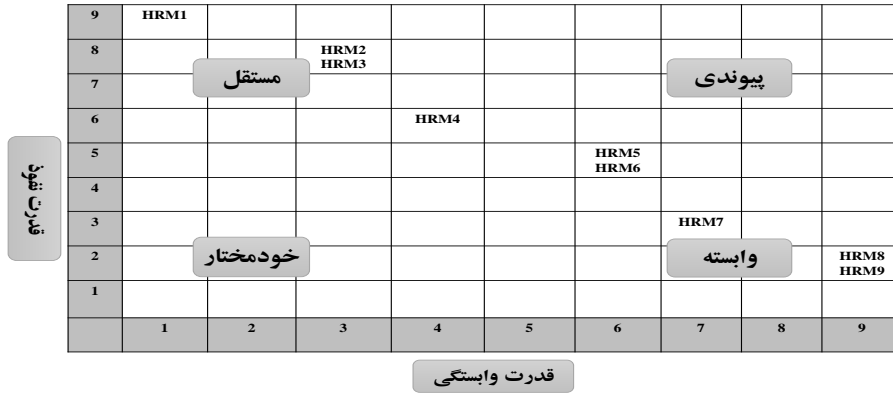 9 HRM1
8 HRM2
HRM3
مستقل
پیوندی
7
6 HRM4
5 HRM5
HRM6
4
3 HRM7
2 HRM8
HRM9
خودمختار
وابسته
1
1 2 3 4 5 6 7 8 9
قدرت نفوذ
قدرت وابستگی